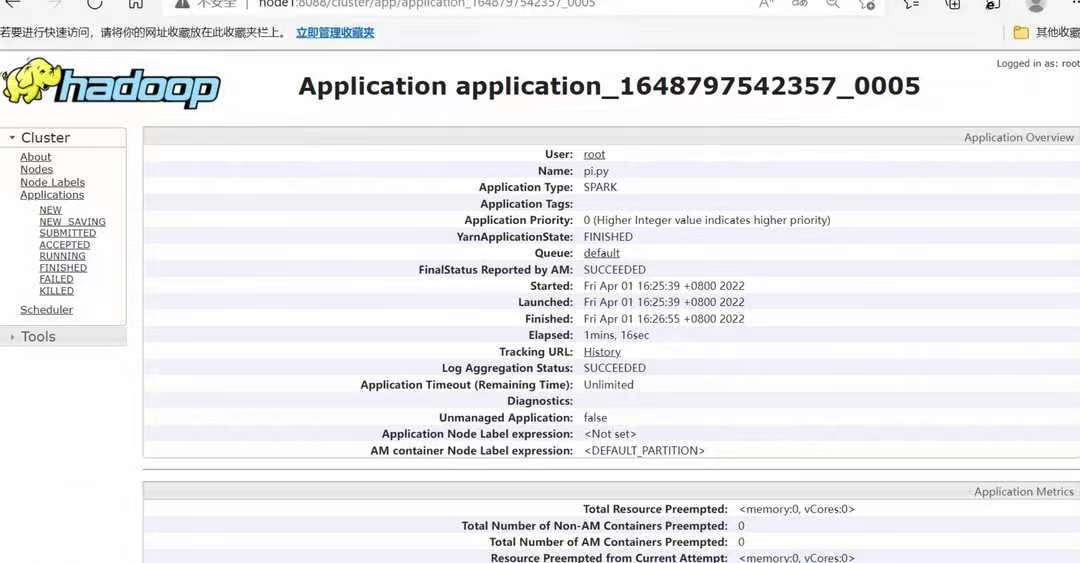 不安全 node1:8088/cluster/app/application_1648797542357_0005
若要进行快速访问，请将你的网址收藏放在此收藏夹栏上。 立即管理收藏夹 其他收藏
hadoop
Application application_1648797542357_0005
Logged in as: root
Cluster
About
Nodes
Node Labels
Applications
NEW
NEW_SAVING
SUBMITTED
ACCEPTED
RUNNING
FINISHED
FAILED
KILLED
Scheduler
Tools
Application Overview
User: root
Name: pi.py
Application Type: SPARK
Application Tags:
Application Priority: 0 (Higher Integer value indicates higher priority)
YarnApplicationState: FINISHED
Queue: default
FinalStatus Reported by AM: SUCCEEDED
Started: Fri Apr 01 16:25:39 +0800 2022
Launched: Fri Apr 01 16:25:39 +0800 2022
Finished: Fri Apr 01 16:26:55 +0800 2022
Elapsed: 1mins, 16sec
Tracking URL: History
Log Aggregation Status: SUCCEEDED
Application Timeout (Remaining Time): Unlimited
Diagnostics:
Unmanaged Application: false
Application Node Label expression: <Not set>
AM container Node Label expression: <DEFAULT_PARTITION>
Application Metrics
Total Resource Preempted: <memory:0, vCores:0>
Total Number of Non-AM Containers Preempted: 0
Total Number of AM Containers Preempted: 0
Resource Preempted from Current Attempt: <memory:0, vCores:0>